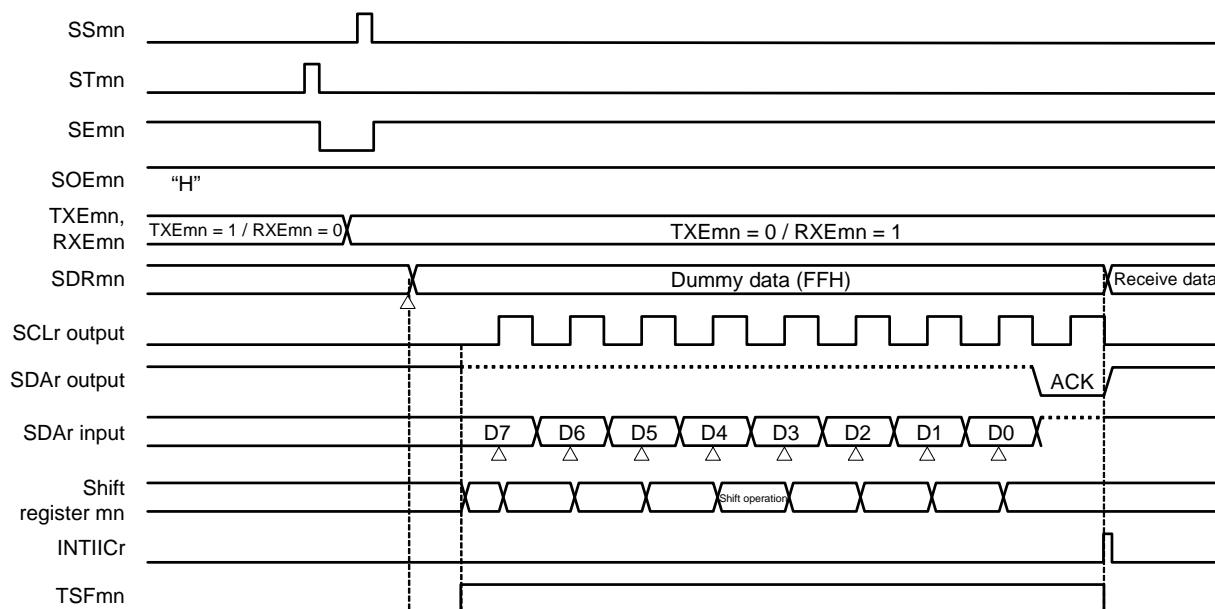 SSmn
STmn
SEmn
SOEmn
“H”
TXEmn,
RXEmn
TXEmn = 1 / RXEmn = 0
TXEmn = 0 / RXEmn = 1
SDRmn
Dummy data (FFH)
Receive data
SCLr output
SDAr output
ACK
SDAr input
D7
D6
D5
D4
D3
D2
D1
D0
Shift
register mn
Shift operation
INTIICr
TSFmn